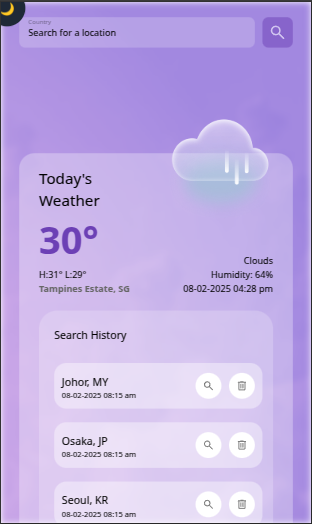 Country
Search for a location
Today's
Weather
30°
Clouds
H:31° L:29°
Humidity: 64%
Tampines Estate, SG
08-02-2025 04:28 pm
Search History
Johor, MY
08-02-2025 08:15 am
Osaka, JP
08-02-2025 08:15 am
Seoul, KR
08-02-2025 08:15 am